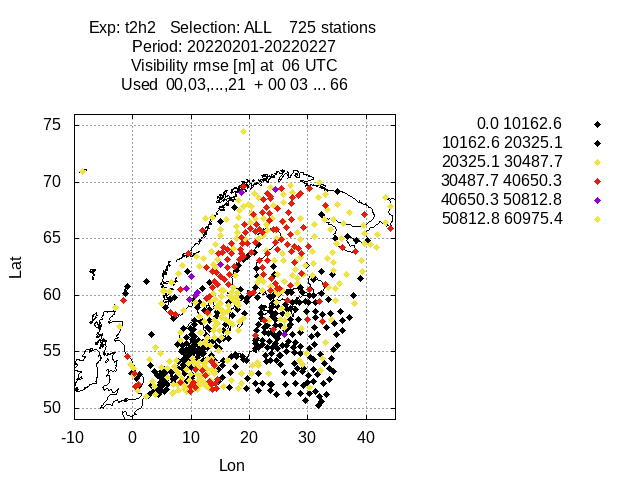 Exp: t2h2   Selection: ALL    725 stations
Period: 20220201-20220227
Visibility rmse [m] at  06 UTC
Used  00,03,...,21  + 00 03 ... 66
0.0 10162.6
10162.6 20325.1
20325.1 30487.7
30487.7 40650.3
40650.3 50812.8
50812.8 60975.4
75
70
65
60
55
50
Lat
-10 0 10 20 30 40
Lon